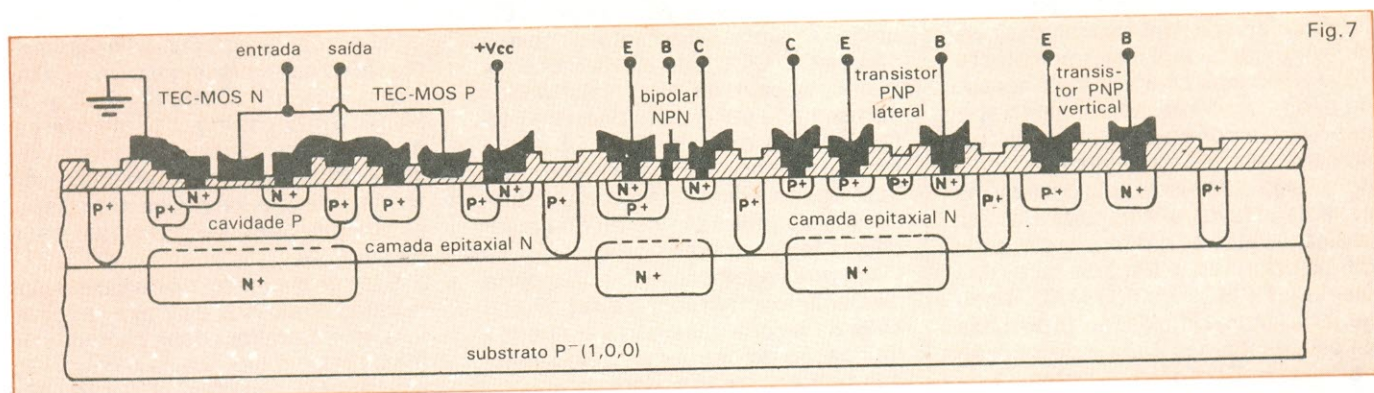 Fig.7
entrada saída +Vcc E B C C E B E B
TEC-MOS N TEC-MOS P bipolar NPN transistor PNP lateral transis-tor PNP vertical
P+ P+ N+ N+ P+ P+ P+ N+ P+ N+ P+ N+ P+ P+ P+ P+ N+ P+ P+ N+ P+
cavidade P
camada epitaxial N camada epitaxial N
N+ N+ N+
substrato P⁻(1,0,0)